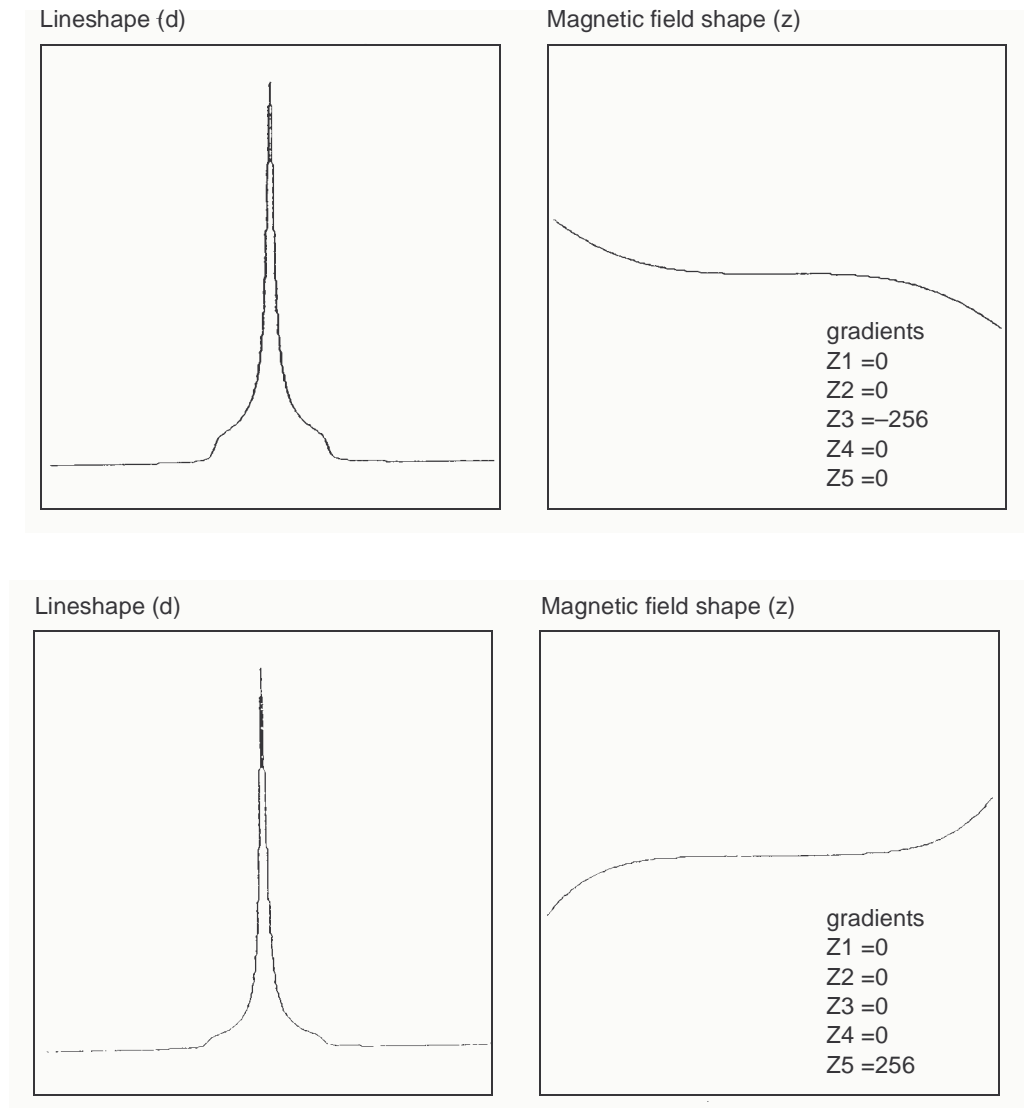 Lineshape (d)
Magnetic field shape (z)
gradients
Z1 =0
Z2 =0
Z3 =–256
Z4 =0
Z5 =0
Lineshape (d)
Magnetic field shape (z)
gradients
Z1 =0
Z2 =0
Z3 =0
Z4 =0
Z5 =256